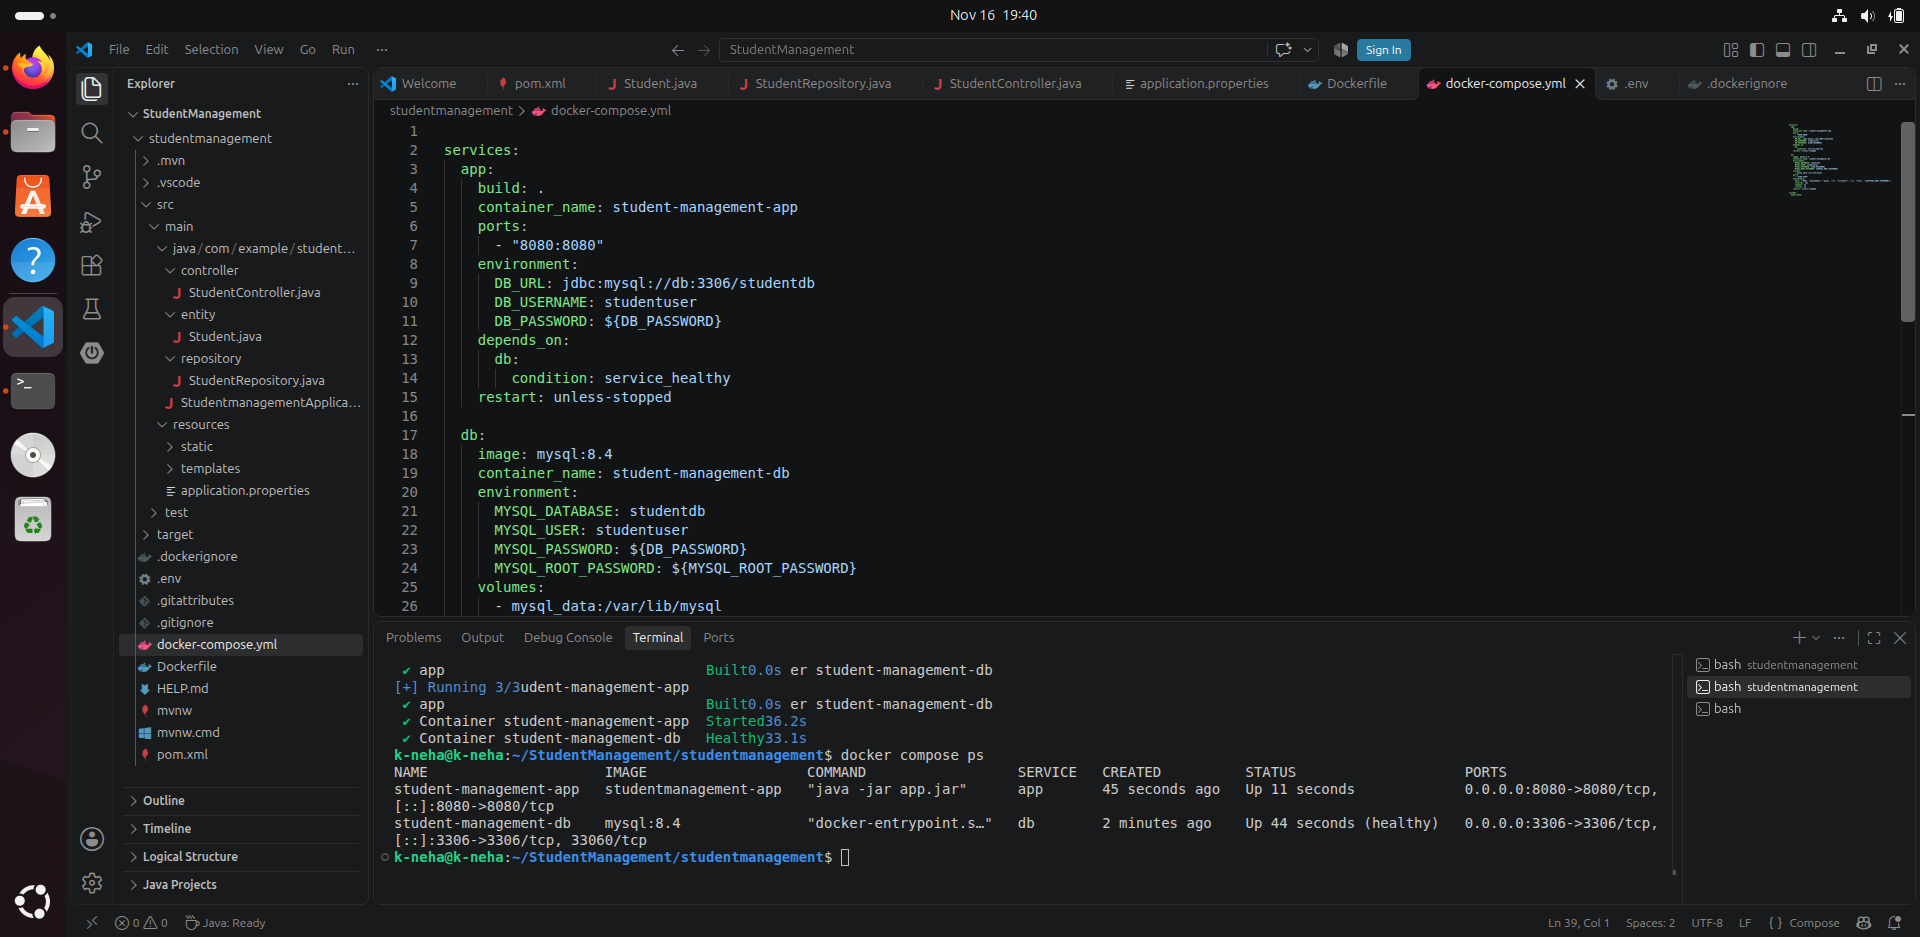 Nov 16 19:40
File Edit Selection View Go Run ···
StudentManagement
Sign In
Explorer ···
StudentManagement
studentmanagement
.mvn
.vscode
src
main
java/com/example/student...
controller
StudentController.java
entity
Student.java
repository
StudentRepository.java
StudentmanagementApplica...
resources
static
templates
application.properties
test
target
.dockerignore
.env
.gitattributes
.gitignore
docker-compose.yml
Dockerfile
HELP.md
mvnw
mvnw.cmd
pom.xml
Outline
Timeline
Logical Structure
Java Projects
Welcome pom.xml Student.java StudentRepository.java StudentController.java application.properties Dockerfile docker-compose.yml .env .dockerignore
studentmanagement > docker-compose.yml
1
2 services:
3 app:
4 build: .
5 container_name: student-management-app
6 ports:
7 - "8080:8080"
8 environment:
9 DB_URL: jdbc:mysql://db:3306/studentdb
10 DB_USERNAME: studentuser
11 DB_PASSWORD: ${DB_PASSWORD}
12 depends_on:
13 db:
14 condition: service_healthy
15 restart: unless-stopped
16
17 db:
18 image: mysql:8.4
19 container_name: student-management-db
20 environment:
21 MYSQL_DATABASE: studentdb
22 MYSQL_USER: studentuser
23 MYSQL_PASSWORD: ${DB_PASSWORD}
24 MYSQL_ROOT_PASSWORD: ${MYSQL_ROOT_PASSWORD}
25 volumes:
26 - mysql_data:/var/lib/mysql
Problems Output Debug Console Terminal Ports
✔ app Built0.0s er student-management-db
[+] Running 3/3udent-management-app
✔ app Built0.0s er student-management-db
✔ Container student-management-app Started36.2s
✔ Container student-management-db Healthy33.1s
k-neha@k-neha:~/StudentManagement/studentmanagement$ docker compose ps
NAME IMAGE COMMAND SERVICE CREATED STATUS PORTS
student-management-app studentmanagement-app "java -jar app.jar" app 45 seconds ago Up 11 seconds 0.0.0.0:8080->8080/tcp,
[::]:8080->8080/tcp
student-management-db mysql:8.4 "docker-entrypoint.s…" db 2 minutes ago Up 44 seconds (healthy) 0.0.0.0:3306->3306/tcp,
[::]:3306->3306/tcp, 33060/tcp
k-neha@k-neha:~/StudentManagement/studentmanagement$
bash studentmanagement
bash studentmanagement
bash
0 0 Java: Ready
Ln 39, Col 1 Spaces: 2 UTF-8 LF { } Compose